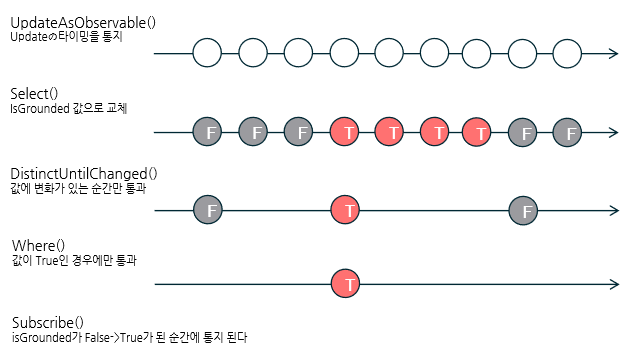 UpdateAsObservable()
Updateの타이밍을 통지
Select()
IsGrounded 값으로 교체
F F F T T T T F F
DistinctUntilChanged()
값에 변화가 있는 순간만 통과
F T F
Where()
값이 True인 경우에만 통과
T
Subscribe()
isGrounded가 False->True가 된 순간에 통지 된다